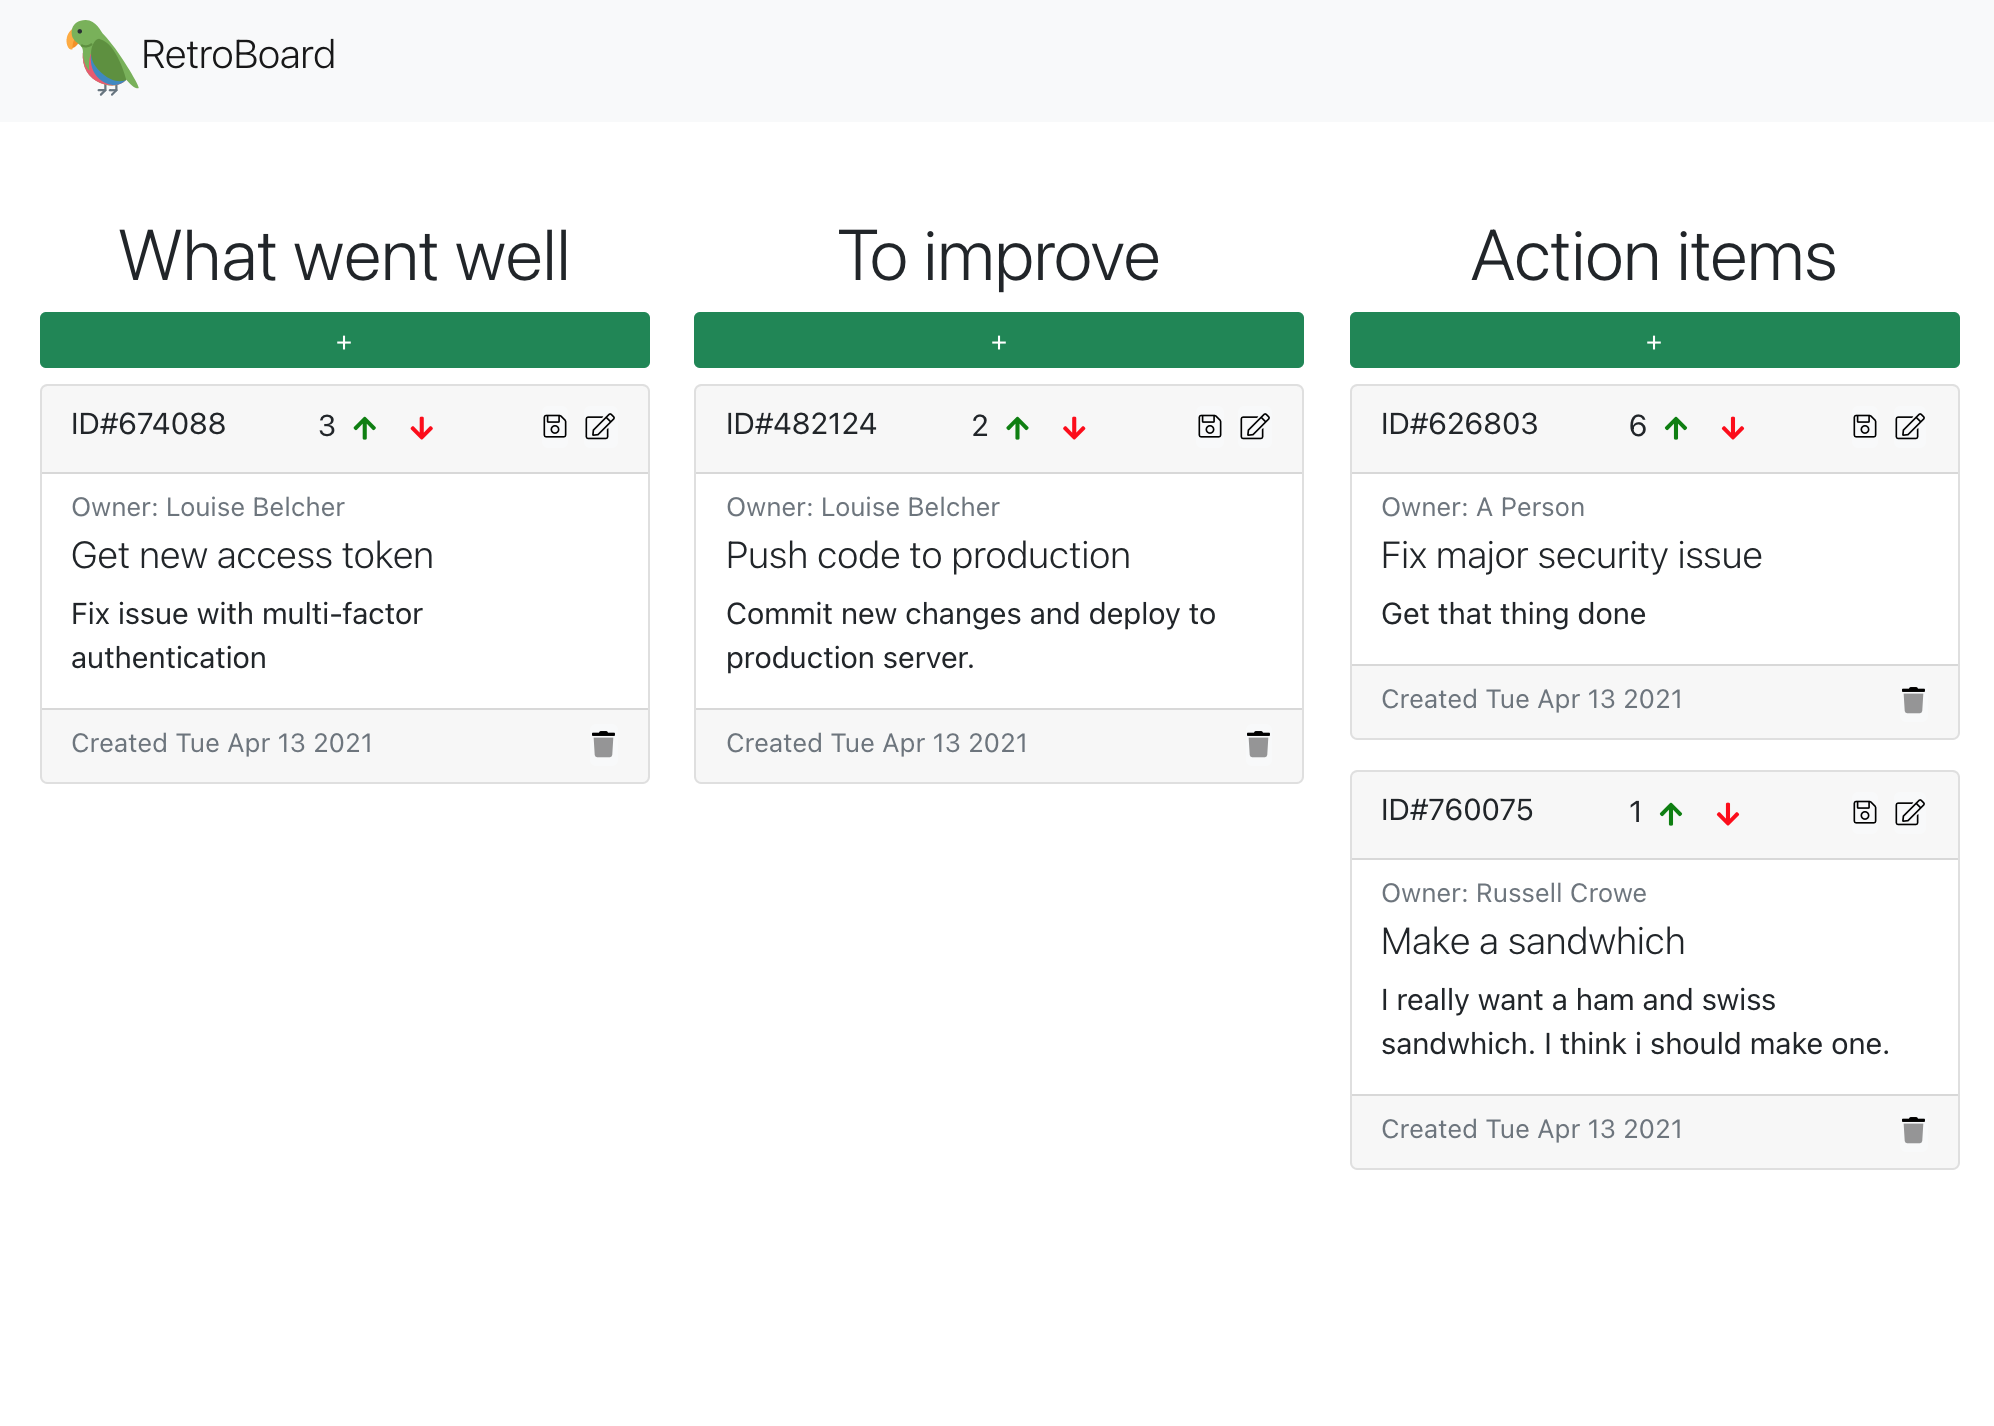 RetroBoard
What went well
+
ID#674088 3
Owner: Louise Belcher
Get new access token
Fix issue with multi-factor
authentication
Created Tue Apr 13 2021
To improve
+
ID#482124 2
Owner: Louise Belcher
Push code to production
Commit new changes and deploy to
production server.
Created Tue Apr 13 2021
Action items
+
ID#626803 6
Owner: A Person
Fix major security issue
Get that thing done
Created Tue Apr 13 2021
ID#760075 1
Owner: Russell Crowe
Make a sandwhich
I really want a ham and swiss
sandwhich. I think i should make one.
Created Tue Apr 13 2021